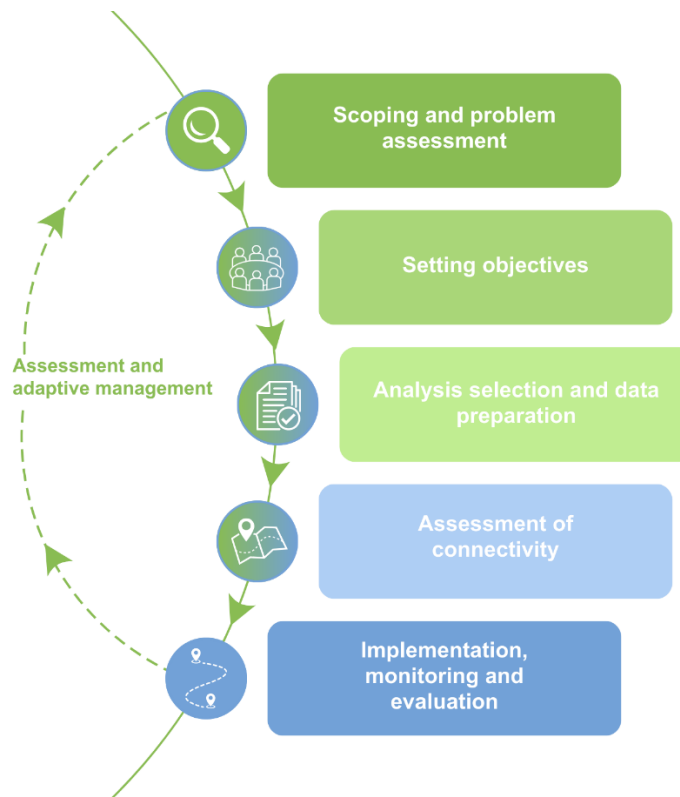 Scoping and problem
assessment
Setting objectives
Assessment and
adaptive management
Analysis selection and data
preparation
Assessment of
connectivity
Implementation,
monitoring and
evaluation